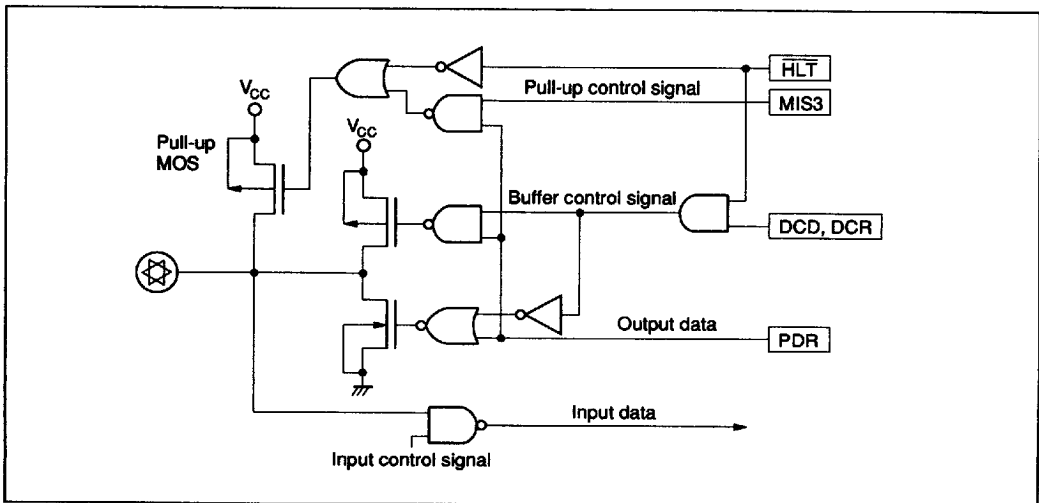 HLT
Pull-up control signal
MIS3
VCC
Pull-up
MOS
VCC
Buffer control signal
DCD, DCR
Output data
PDR
Input data
Input control signal